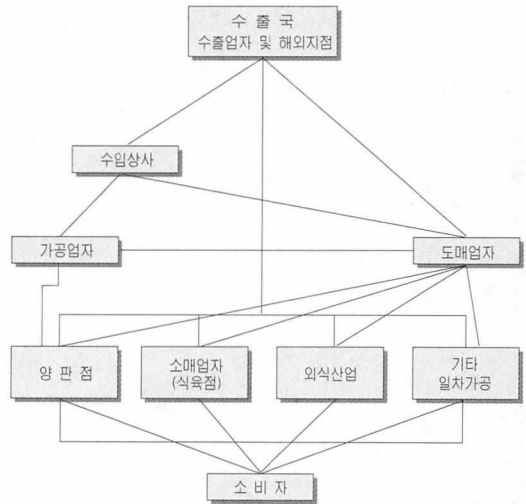 수 출 국
수출업자 및 해외지점
수입상사
가공업자
도매업자
양 판 점
소매업자
(식육점)
외식산업
기타
일차가공
소 비 자